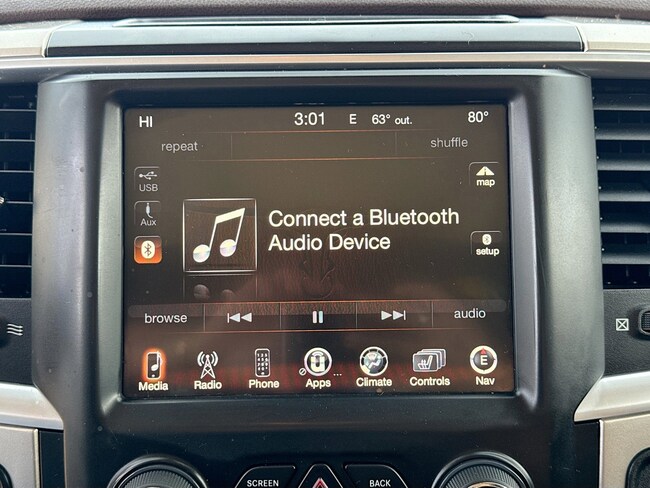 HI 3:01 E 63° out. 80°
repeat shuffle
USB
map
Aux
Connect a Bluetooth
Audio Device
setup
browse audio
Media Radio Phone Apps ... Climate Controls Nav
E
SCREEN BACK